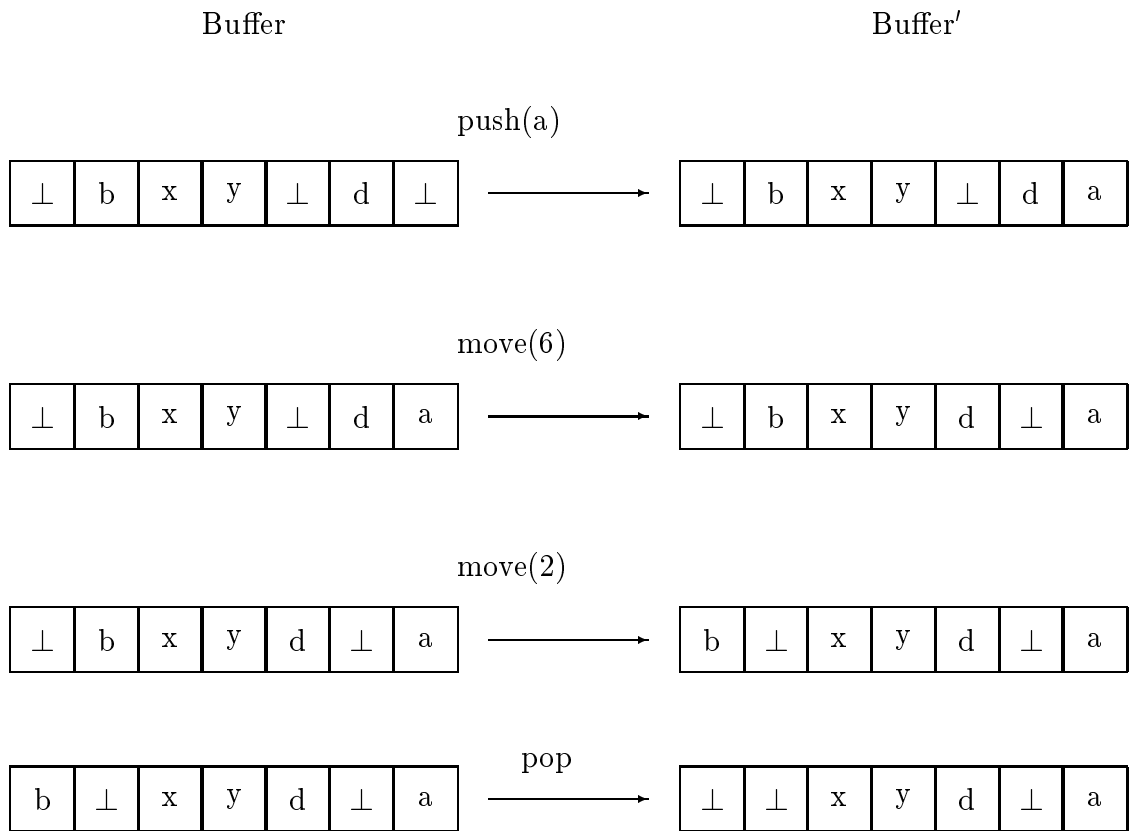 Buffer Buffer′
push(a)
⊥ b x y ⊥ d ⊥ ⊥ b x y ⊥ d a
move(6)
⊥ b x y ⊥ d a ⊥ b x y d ⊥ a
move(2)
⊥ b x y d ⊥ a b ⊥ x y d ⊥ a
pop
b ⊥ x y d ⊥ a ⊥ ⊥ x y d ⊥ a